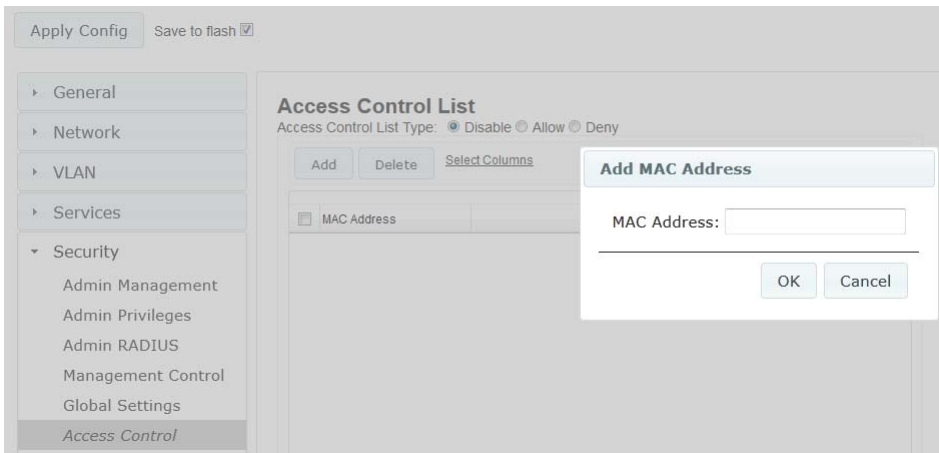 Apply Config Save to flash
General
Network
VLAN
Services
Security
Admin Management
Admin Privileges
Admin RADIUS
Management Control
Global Settings
Access Control
Access Control List
Access Control List Type: Disable Allow Deny
Add Delete Select Columns
MAC Address
Add MAC Address
MAC Address:
OK Cancel